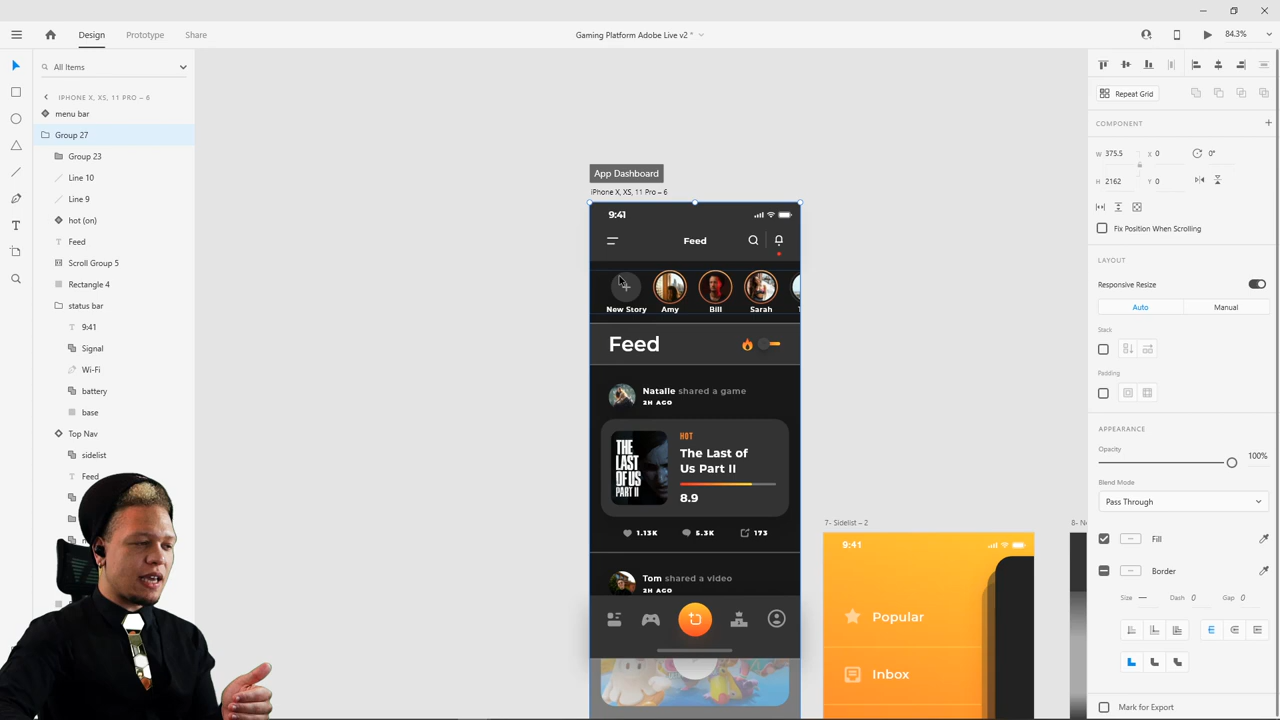 Design Prototype Share
Gaming Platform Adobe Live v2 *
84.3%
All Items
IPHONE X, XS, 11 PRO – 6
menu bar
Group 27
Group 23
Line 10
Line 9
hot (on)
Feed
Scroll Group 5
Rectangle 4
status bar
9:41
Signal
Wi-Fi
battery
base
Top Nav
sidelist
Feed
App Dashboard
iPhone X, XS, 11 Pro – 6
9:41
Feed
New Story Amy Bill Sarah
Feed
Natalie shared a game
2H AGO
THE
LAST
OF US
PART II
HOT
The Last of
Us Part II
8.9
1.13K 5.3K 173
Tom shared a video
2H AGO
7- Sidelist – 2
9:41
Popular
Inbox
Repeat Grid
COMPONENT
W 375.5 X 0 0°
H 2162 Y 0
Fix Position When Scrolling
LAYOUT
Responsive Resize
Auto Manual
Stack
Padding
APPEARANCE
Opacity
100%
Blend Mode
Pass Through
Fill
Border
Size — Dash 0 Gap 0
Mark for Export